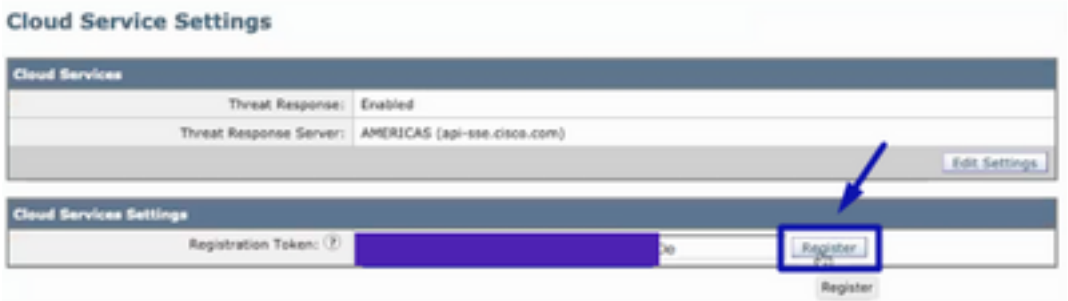 Cloud Service Settings
Cloud Services
Threat Response: Enabled
Threat Response Server: AMERICAS (api-sse.cisco.com)
Edit Settings
Cloud Services Settings
Registration Token: (?) Register
Register